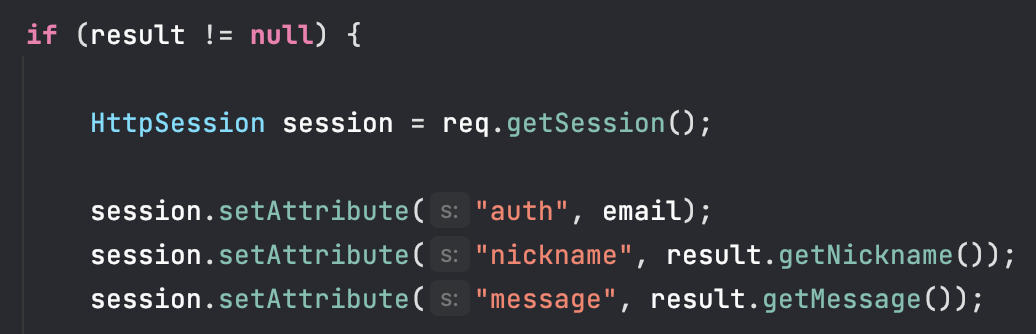 if (result != null) {
HttpSession session = req.getSession();
session.setAttribute( s: "auth", email);
session.setAttribute( s: "nickname", result.getNickname());
session.setAttribute( s: "message", result.getMessage());